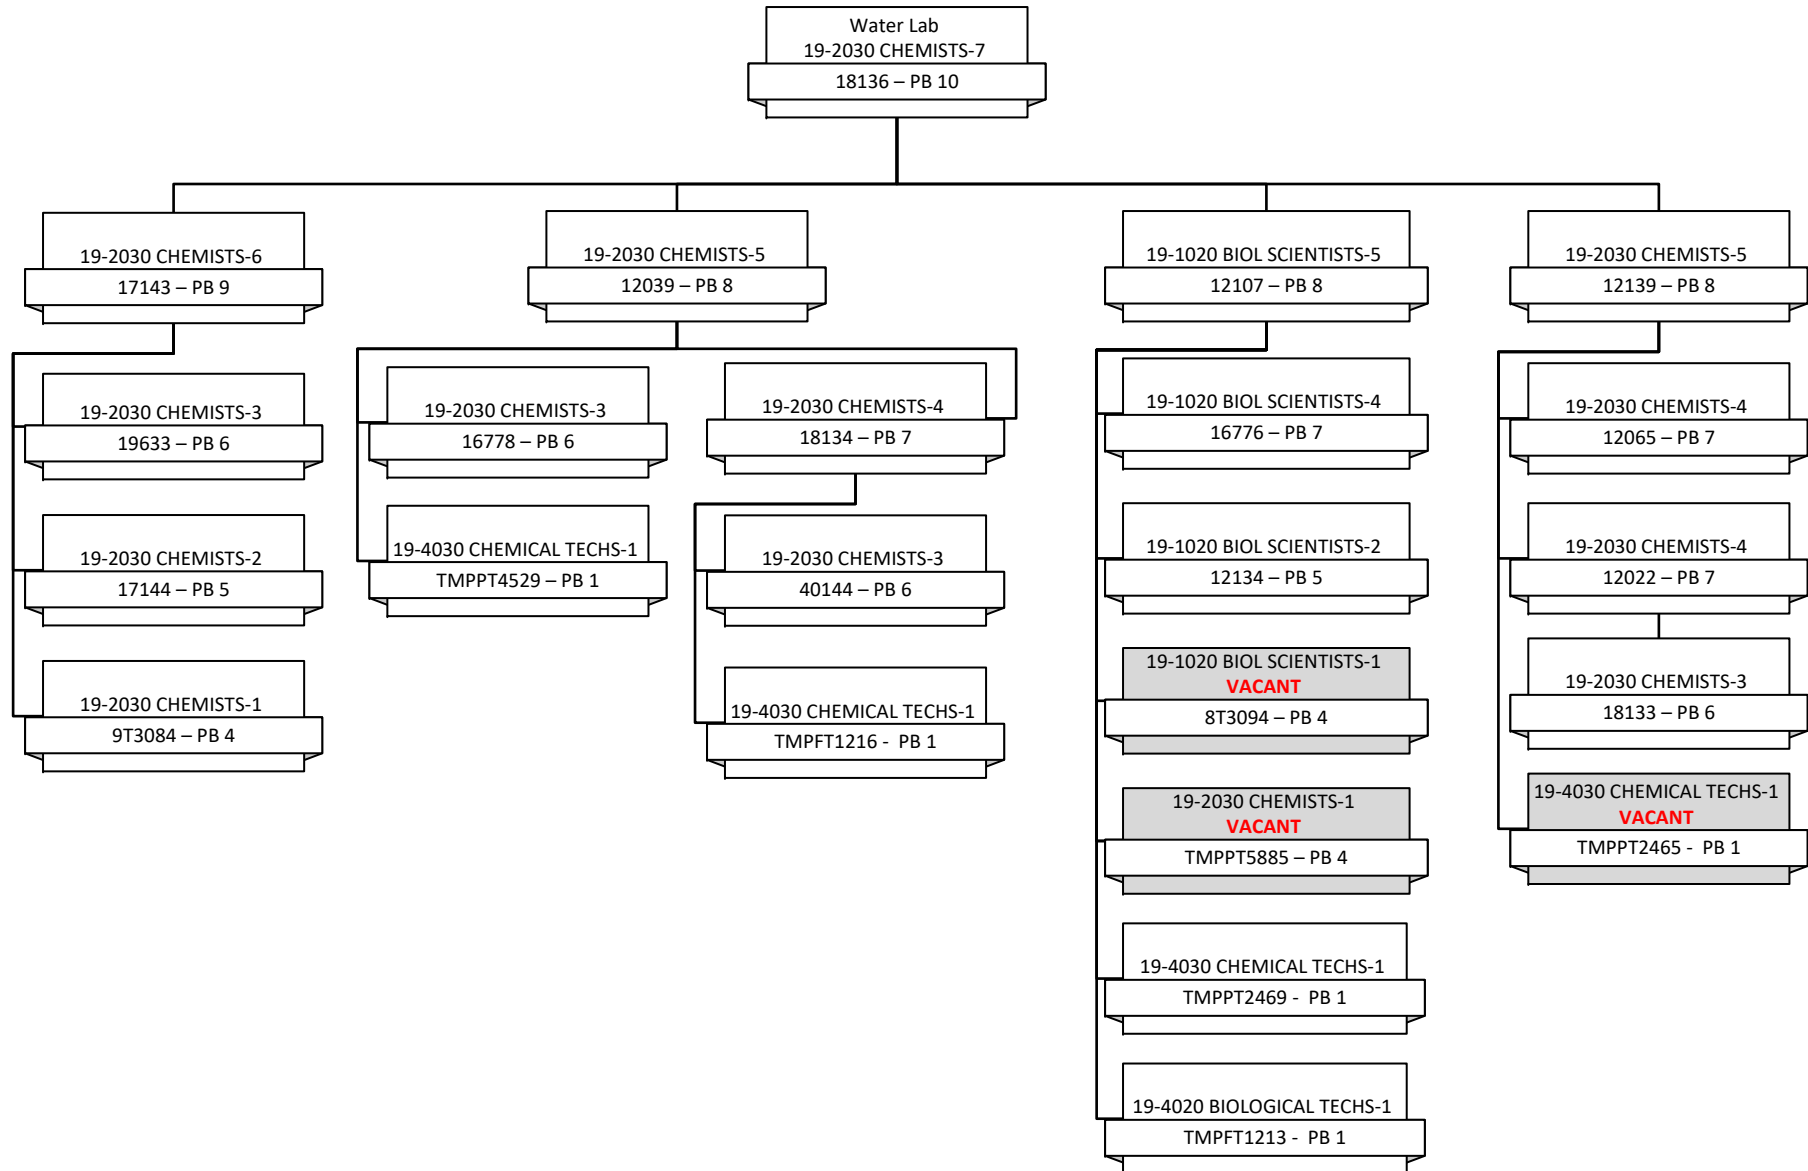 Water Lab
19-2030 CHEMISTS-7
18136 – PB 10
19-2030 CHEMISTS-6
17143 – PB 9
19-2030 CHEMISTS-5
12039 – PB 8
19-1020 BIOL SCIENTISTS-5
12107 – PB 8
19-2030 CHEMISTS-5
12139 – PB 8
19-2030 CHEMISTS-3
19633 – PB 6
19-2030 CHEMISTS-2
17144 – PB 5
19-2030 CHEMISTS-1
9T3084 – PB 4
19-2030 CHEMISTS-3
16778 – PB 6
19-4030 CHEMICAL TECHS-1
TMPPT4529 – PB 1
19-2030 CHEMISTS-4
18134 – PB 7
19-2030 CHEMISTS-3
40144 – PB 6
19-4030 CHEMICAL TECHS-1
TMPFT1216 - PB 1
19-1020 BIOL SCIENTISTS-4
16776 – PB 7
19-1020 BIOL SCIENTISTS-2
12134 – PB 5
19-1020 BIOL SCIENTISTS-1
VACANT
8T3094 – PB 4
19-2030 CHEMISTS-1
VACANT
TMPPT5885 – PB 4
19-4030 CHEMICAL TECHS-1
TMPPT2469 - PB 1
19-4020 BIOLOGICAL TECHS-1
TMPFT1213 - PB 1
19-2030 CHEMISTS-4
12065 – PB 7
19-2030 CHEMISTS-4
12022 – PB 7
19-2030 CHEMISTS-3
18133 – PB 6
19-4030 CHEMICAL TECHS-1
VACANT
TMPPT2465 - PB 1